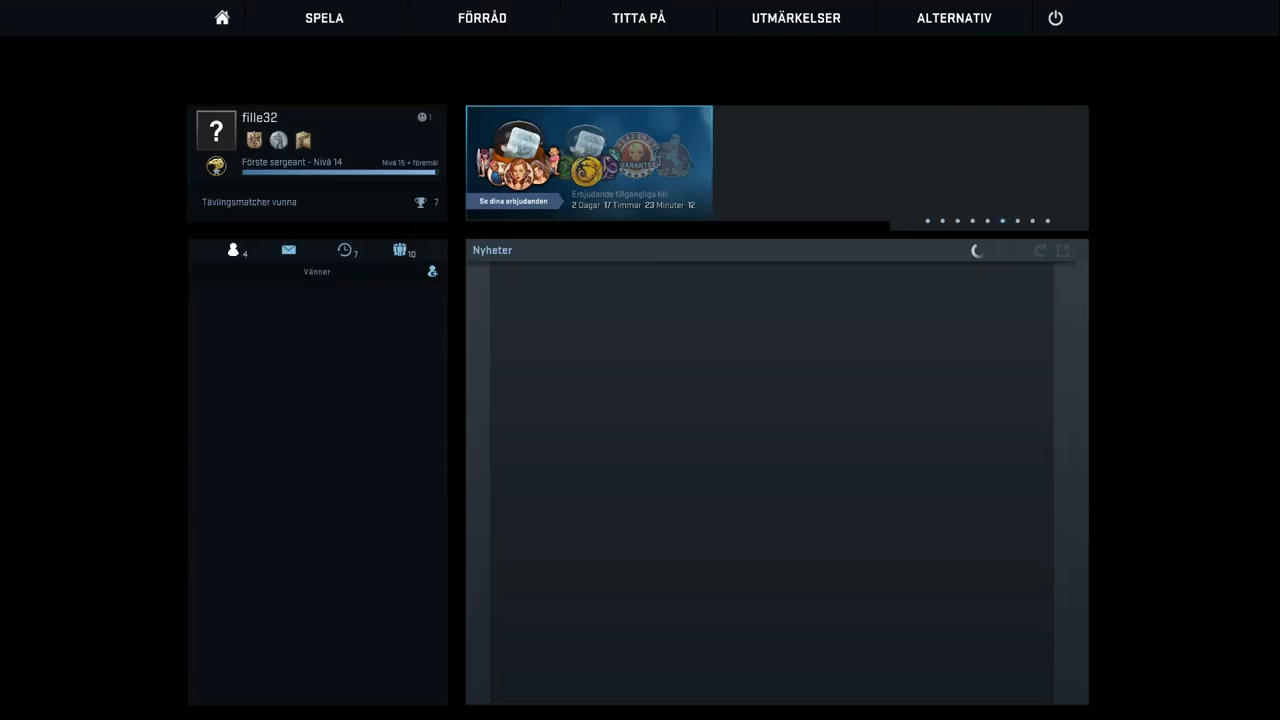 SPELA
FÖRRÅD
TITTA PÅ
UTMÄRKELSER
ALTERNATIV
fille32
1
?
Förste sergeant - Nivå 14
Nivå 15 + föremål
Tävlingsmatcher vunna
7
Se dina erbjudanden
Erbjudande tillgängliga till:
2 Dagar 17 Timmar 23 Minuter 12
4
7
10
Vänner
Nyheter